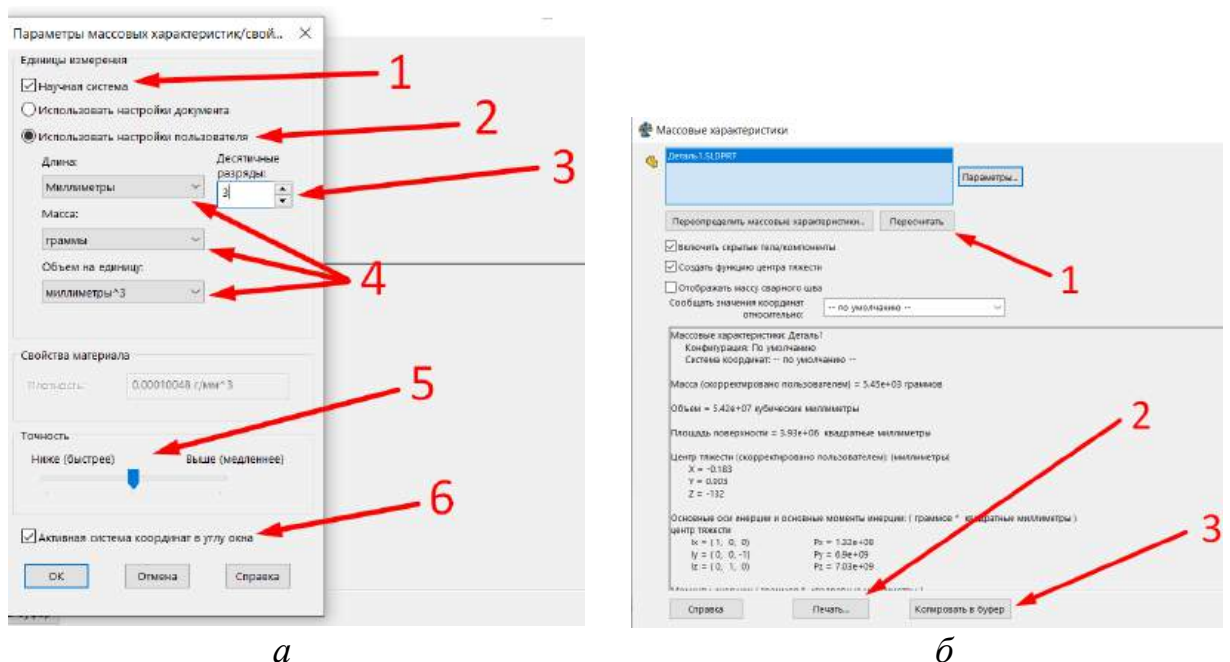 Параметры массовых характеристик/свой...
Единицы измерения
Научная система
Использовать настройки документа
Использовать настройки пользователя
Длина:
Десятичные разряды:
Миллиметры
3
Масса:
граммы
Объем на единицу:
миллиметры^3
Свойства материала
Плотность:
0.00010048 г/мм^3
Точность
Ниже (быстрее)
Выше (медленнее)
Активная система координат в углу окна
ОК
Отмена
Справка
1
2
3
4
5
6
а
Массовые характеристики
Деталь1.SLDPRT
Параметры...
Переопределить массовые характеристики...
Пересчитать
Включить скрытые тела/компоненты
Создать функцию центра тяжести
Отображать массу сварного шва
Сообщать значения координат относительно:
-- по умолчанию --
Массовые характеристики: Деталь1
Конфигурация: По умолчанию
Система координат: -- по умолчанию --
Масса (скорректировано пользователем) = 5.45e+03 граммов
Объем = 5.42e+07 кубические миллиметры
Площадь поверхности = 3.93e+06 квадратные миллиметры
Центр тяжести (скорректировано пользователем): (миллиметры)
X = -0.183
Y = 0.003
Z = -132
Основные оси инерции и основные моменты инерции: ( граммов * квадратные миллиметры )
центр тяжести
Ix = ( 1, 0, 0)
Px = 1.32e+08
Iy = ( 0, 0, -1)
Py = 6.9e+09
Iz = ( 0, 1, 0)
Pz = 7.03e+09
Справка
Печать...
Копировать в буфер
1
2
3
б